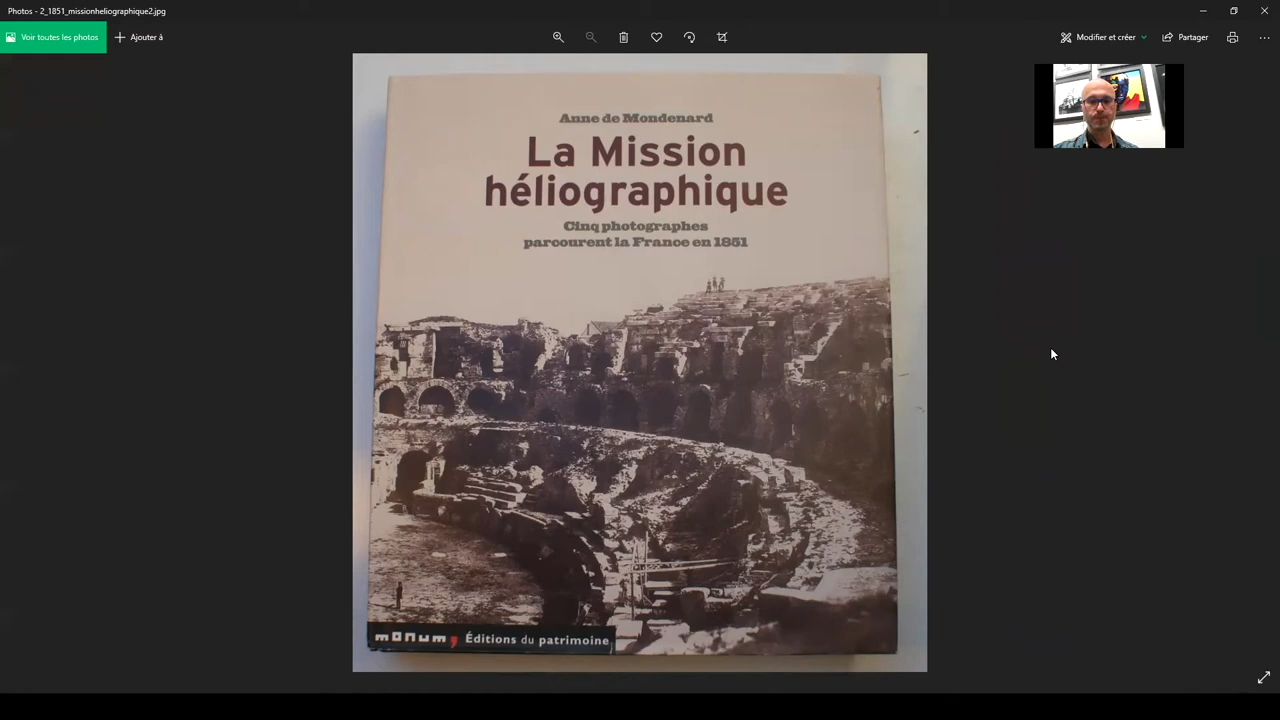 Photos - 2_1851_missionheliographique2.jpg
Voir toutes les photos
Ajouter à
Modifier et créer
Partager
Anne de Mondenard
La Mission
héliographique
Cinq photographes
parcourent la France en 1851
monum,
Éditions du patrimoine